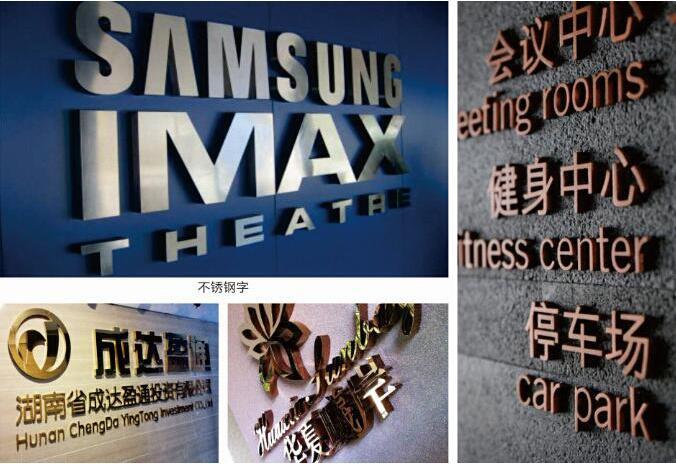 SAMSUNG
IMAX
THEATRE
不锈钢字
成达盈通
湖南省成达盈通投资有限公司
Hunan ChengDa YingTong Investment CO.,Ltd
华夏
会议中心
eeting rooms
健身中心
itness center
停车场
car park